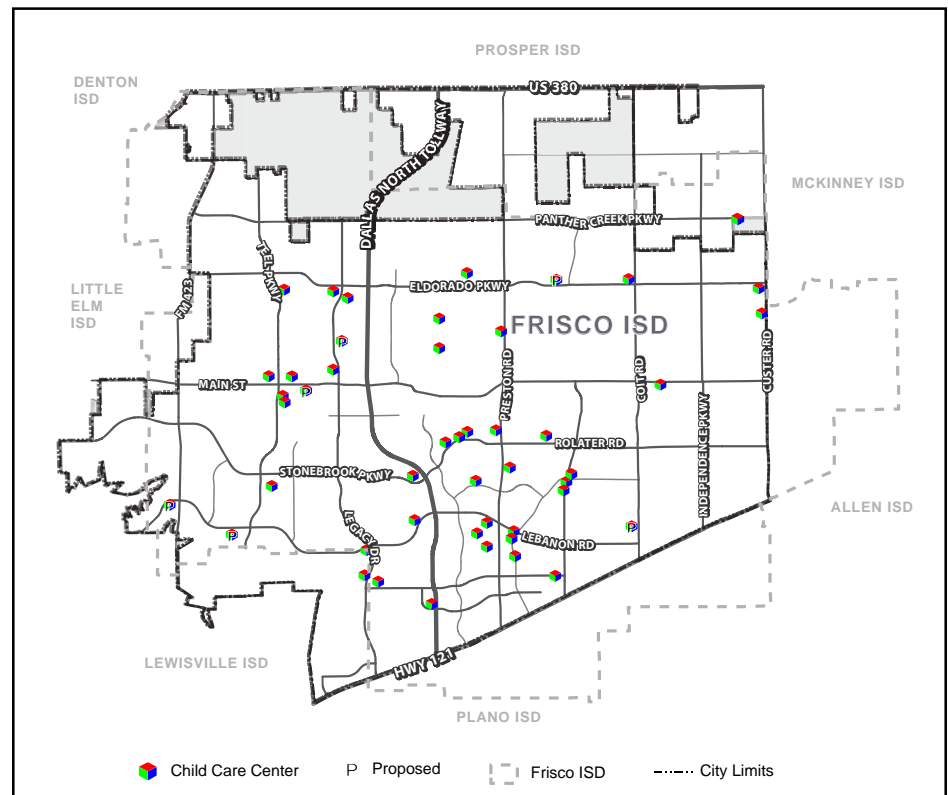 PROSPER ISD
DENTON
ISD
US 380
DALLAS NORTH TOLLWAY
MCKINNEY ISD
PANTHER CREEK PKWY
TEEL PKWY
LITTLE
ELM
ISD
FM 423
ELDORADO PKWY
FRISCO ISD
P
P
PRESTON RD
COIT RD
CUSTER RD
MAIN ST
P
INDEPENDENCE PKWY
ROLATER RD
STONEBROOK PKWY
ALLEN ISD
P
P
P
LEGACY DR
LEBANON RD
LEWISVILLE ISD
HWY 121
PLANO ISD
Child Care Center
P Proposed
Frisco ISD
City Limits